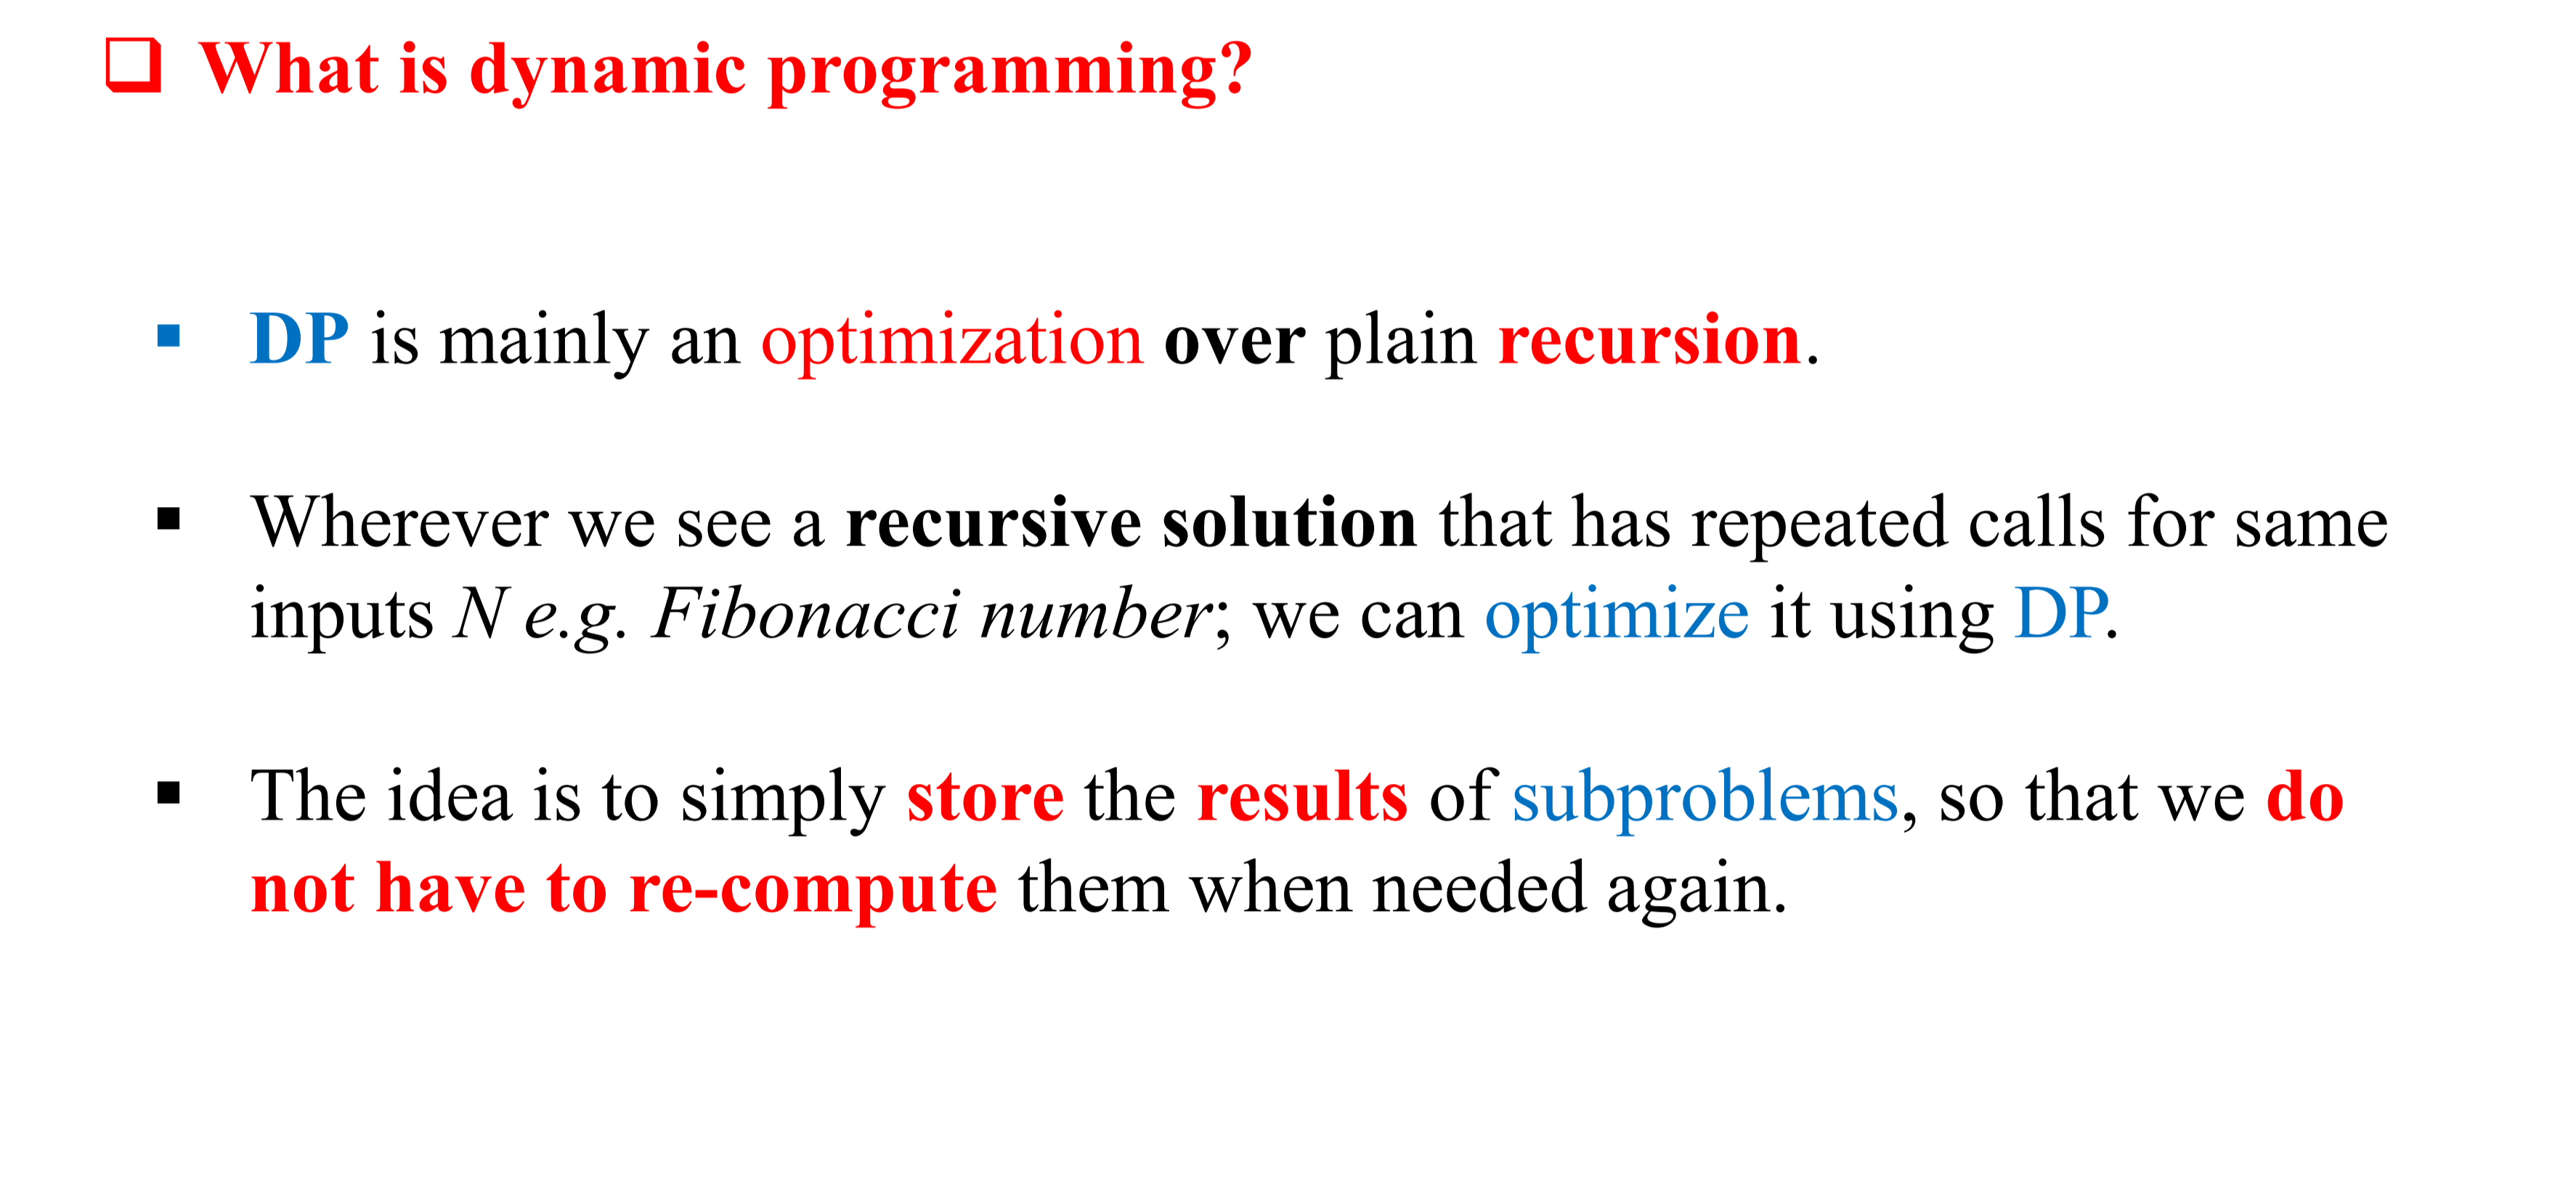 What is dynamic programming?
DP is mainly an optimization over plain recursion.
Wherever we see a recursive solution that has repeated calls for same
inputs N e.g. Fibonacci number; we can optimize it using DP.
The idea is to simply store the results of subproblems, so that we do
not have to re-compute them when needed again.